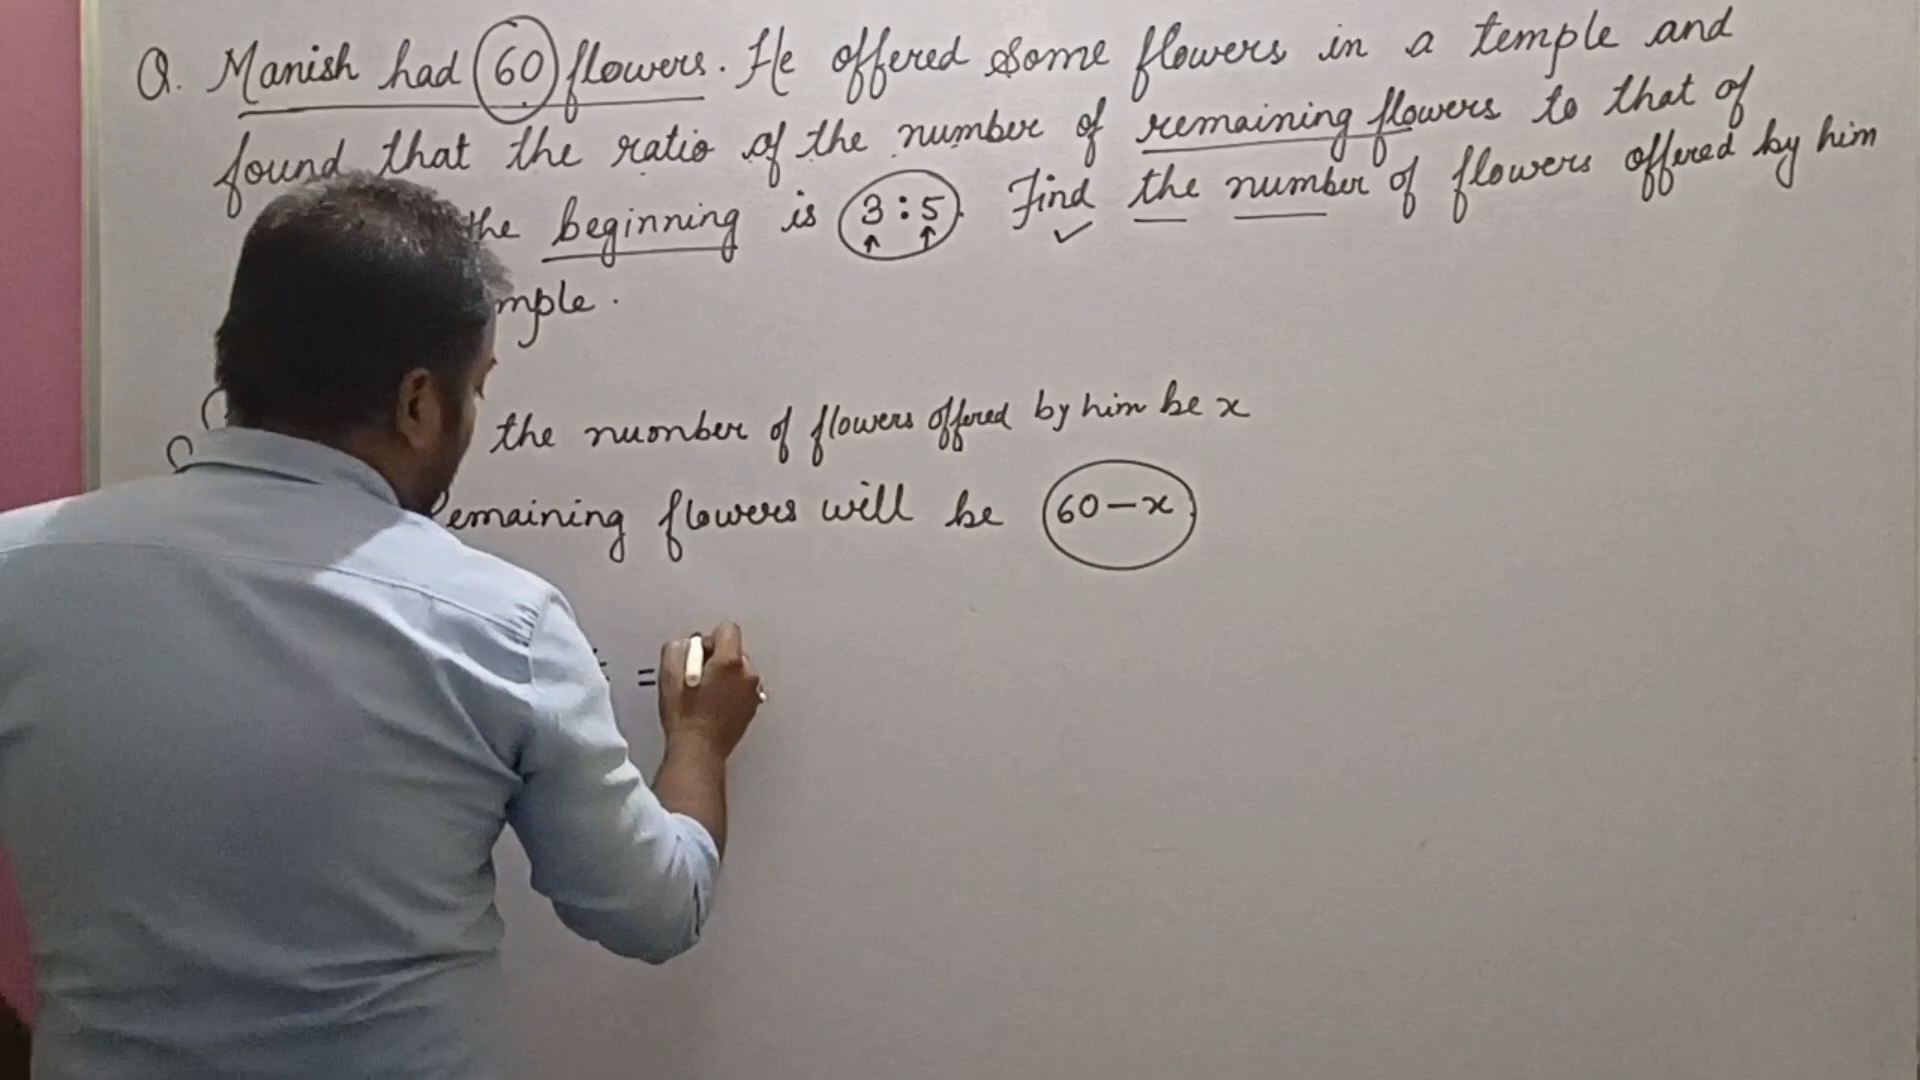 Q. Manish had 60 flowers. He offered some flowers in a temple and
found that the ratio of the number of remaining flowers to that of
the beginning is 3:5. Find the number of flowers offered by him
mple.
the number of flowers offered by him be x
Remaining flowers will be 60-x
=